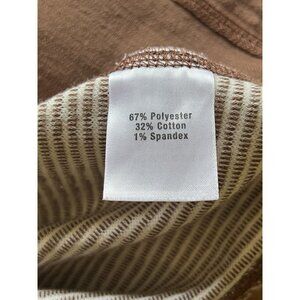 67% Polyester
32% Cotton
1% Spandex